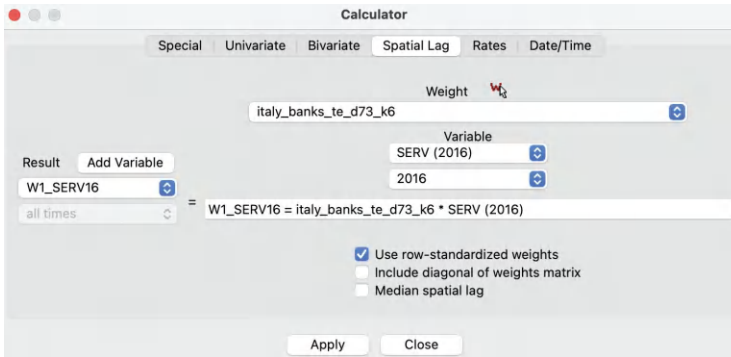 Calculator
Special Univariate Bivariate Spatial Lag Rates Date/Time
Weight W
italy_banks_te_d73_k6
Variable
SERV (2016)
2016
Result Add Variable
W1_SERV16
all times
=
W1_SERV16 = italy_banks_te_d73_k6 * SERV (2016)
Use row-standardized weights
Include diagonal of weights matrix
Median spatial lag
Apply Close